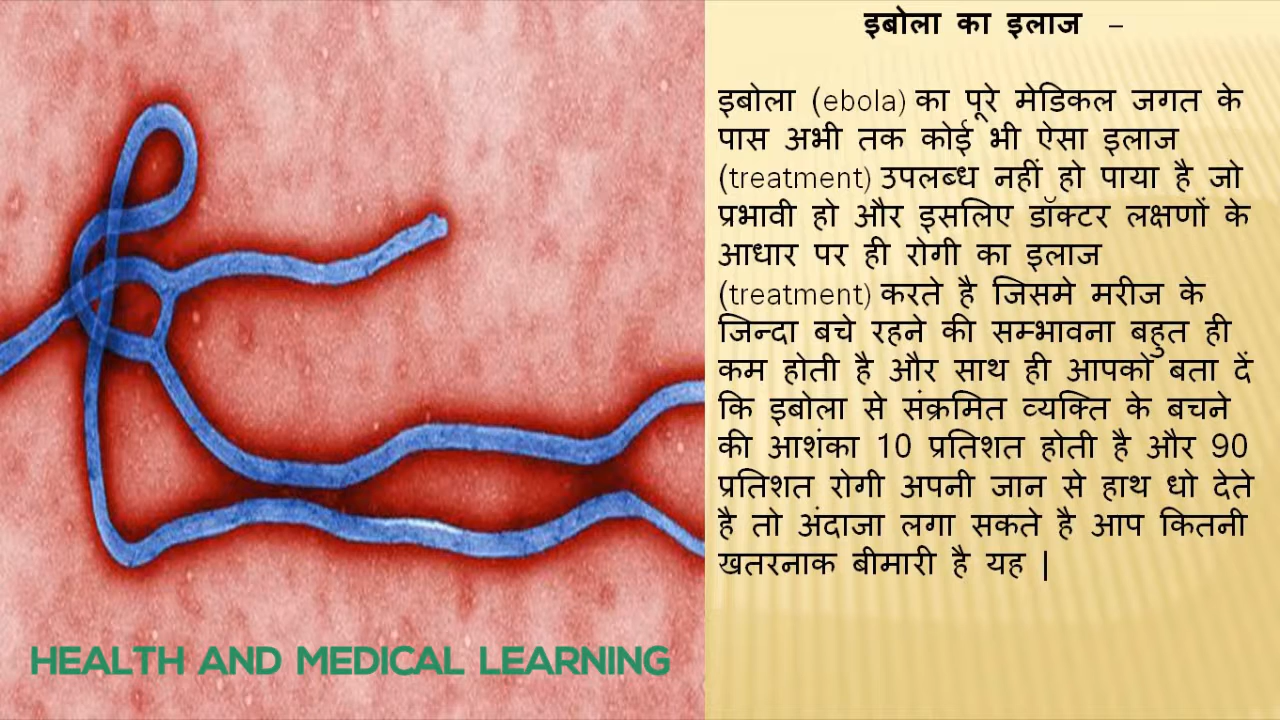 इबोला का इलाज –
इबोला (ebola) का पूरे मेडिकल जगत के
पास अभी तक कोई भी ऐसा इलाज
(treatment) उपलब्ध नहीं हो पाया है जो
प्रभावी हो और इसलिए डॉक्टर लक्षणों के
आधार पर ही रोगी का इलाज
(treatment) करते है जिसमे मरीज के
जिन्दा बचे रहने की सम्भावना बहुत ही
कम होती है और साथ ही आपको बता दें
कि इबोला से संक्रमित व्यक्ति के बचने
की आशंका 10 प्रतिशत होती है और 90
प्रतिशत रोगी अपनी जान से हाथ धो देते
है तो अंदाजा लगा सकते है आप कितनी
खतरनाक बीमारी है यह |
HEALTH AND MEDICAL LEARNING